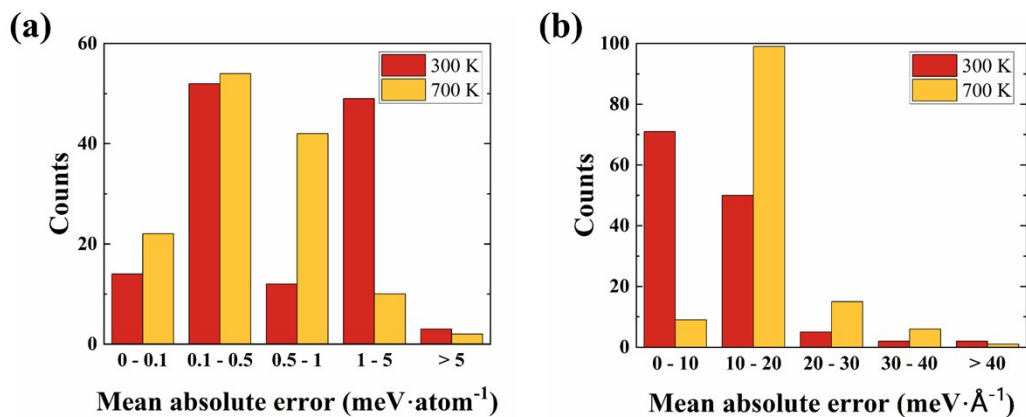 (a)
60
40
20
0
Counts
300 K
700 K
0 - 0.1 0.1 - 0.5 0.5 - 1 1 - 5 > 5
Mean absolute error (meV·atom⁻¹)
(b)
100
80
60
40
20
0
Counts
300 K
700 K
0 - 10 10 - 20 20 - 30 30 - 40 > 40
Mean absolute error (meV·Å⁻¹)